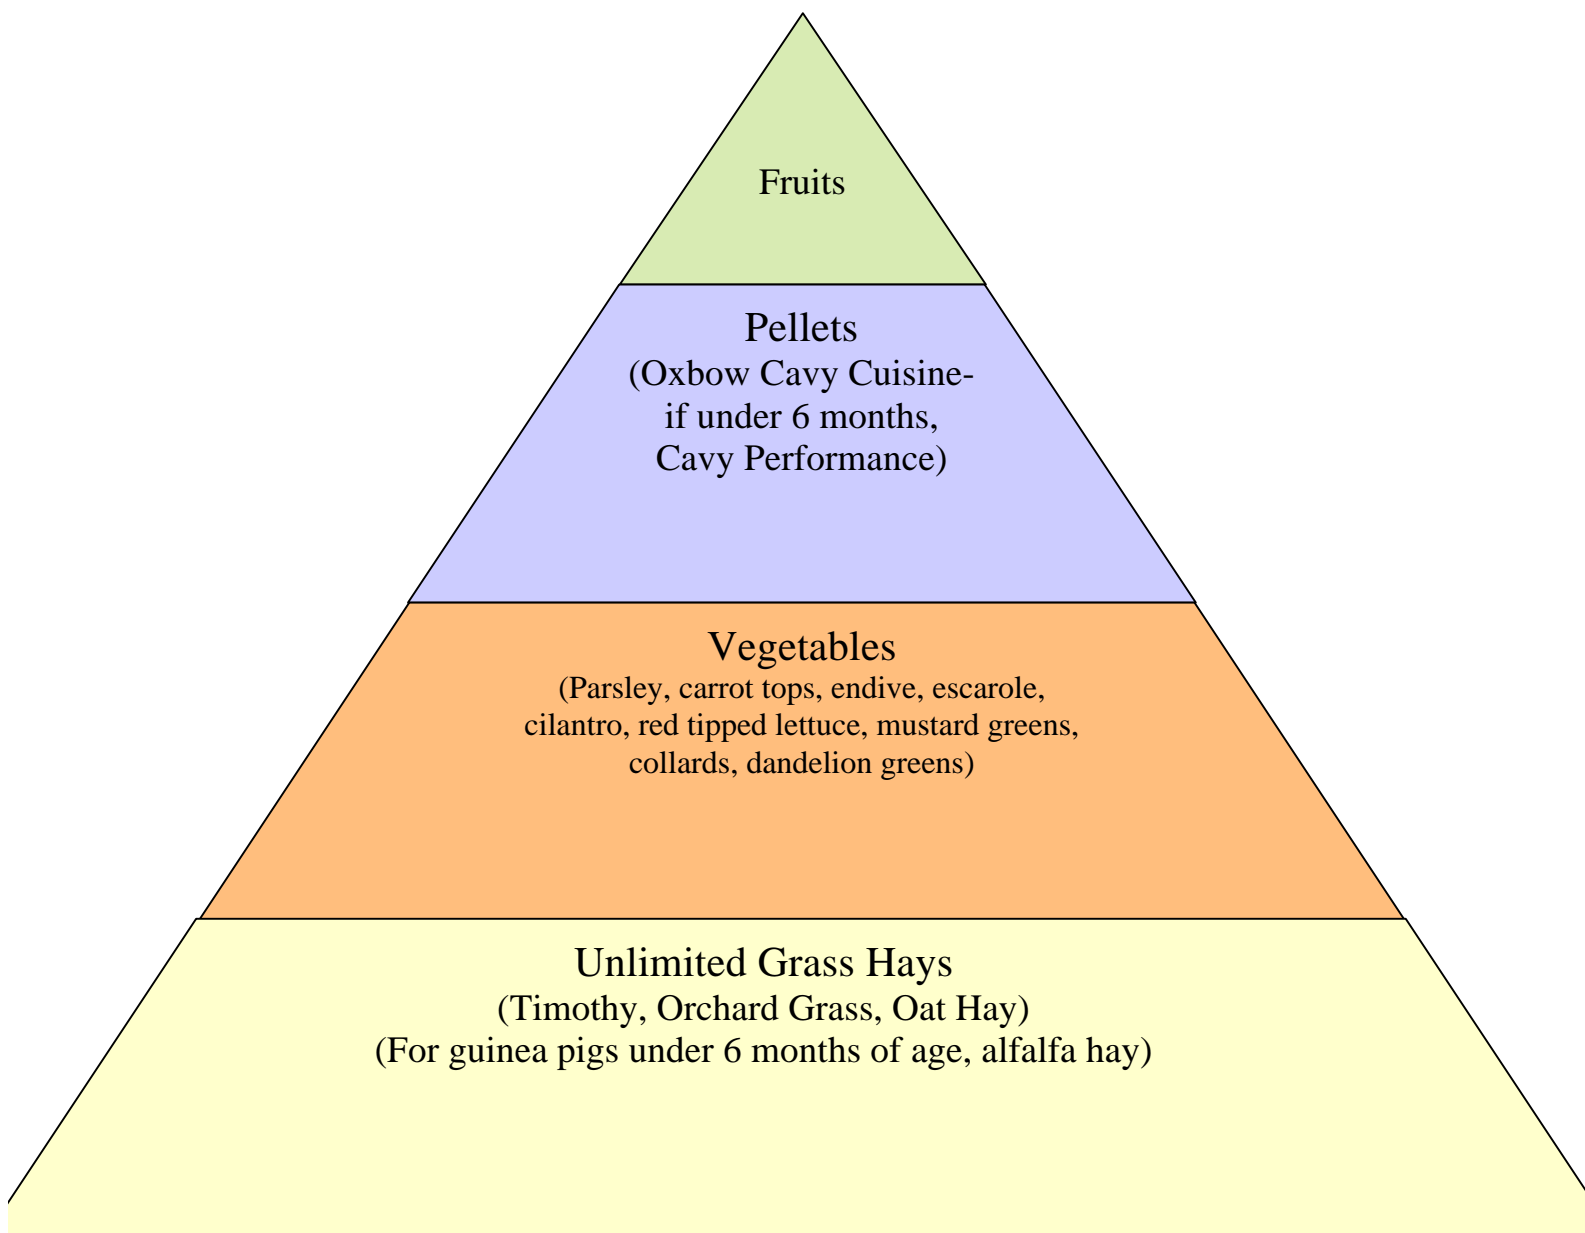 Fruits
Pellets
(Oxbow Cavy Cuisine-
if under 6 months,
Cavy Performance)
Vegetables
(Parsley, carrot tops, endive, escarole,
cilantro, red tipped lettuce, mustard greens,
collards, dandelion greens)
Unlimited Grass Hays
(Timothy, Orchard Grass, Oat Hay)
(For guinea pigs under 6 months of age, alfalfa hay)